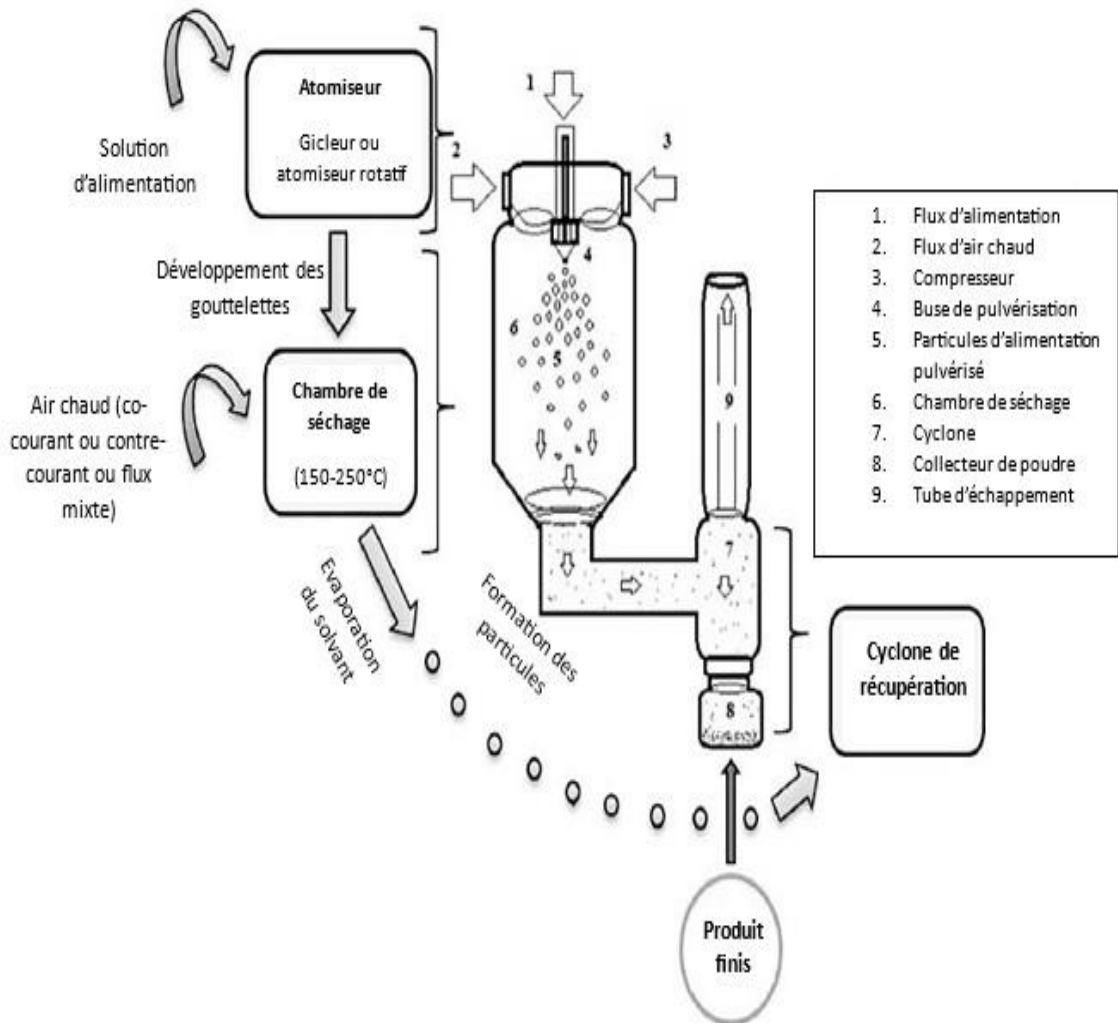 Atomiseur
Gicleur ou
atomiseur rotatif
Solution
d'alimentation
Développement des
gouttelettes
Chambre de
séchage
(150-250°C)
Air chaud (co-
courant ou contre-
courant ou flux
mixte)
Evaporation
du solvant
Formation des
particules
1
2
3
4
5
6
7
8
9
1. Flux d'alimentation
2. Flux d'air chaud
3. Compresseur
4. Buse de pulvérisation
5. Particules d'alimentation
pulvérisé
6. Chambre de séchage
7. Cyclone
8. Collecteur de poudre
9. Tube d'échappement
Cyclone de
récupération
Produit
finis